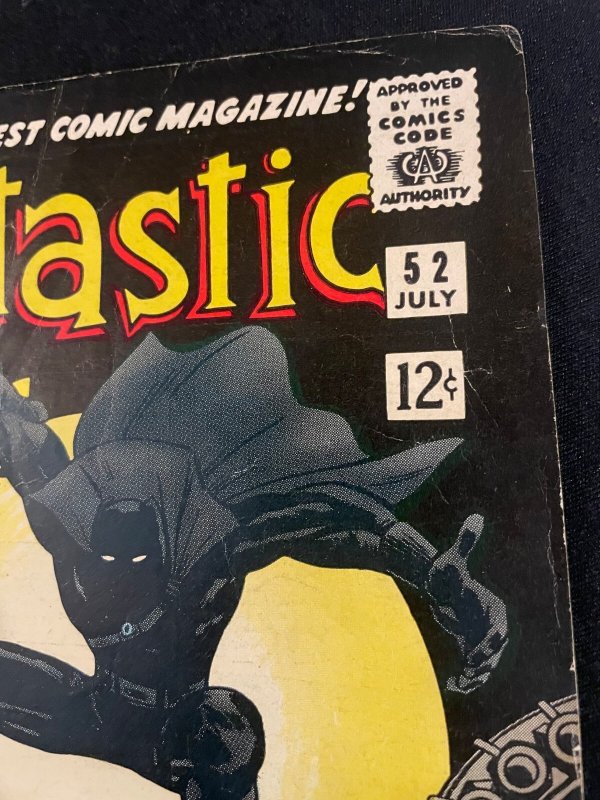 EST COMIC MAGAZINE!
APPROVED
BY THE
COMICS
CODE
CA
AUTHORITY
tastic
52
JULY
12¢